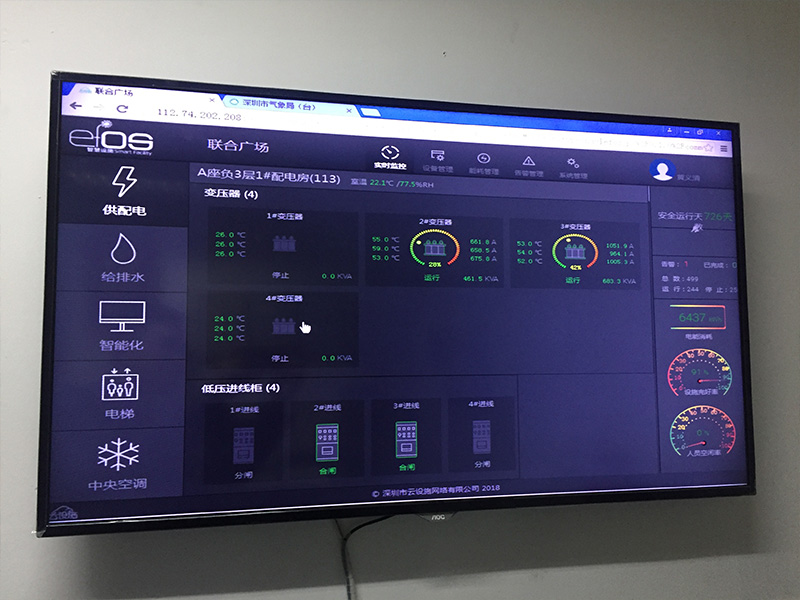 联合广场
深圳市气象局（台）
112.74.202.208
efos
智慧设施 Smart Facility
联合广场
实时监控
设备管理
能耗管理
告警管理
系统管理
A座负3层1#配电房(113)
室温 22.1℃ /77.5%RH
安全运行天数
726天
供配电
给排水
智能化
电梯
中央空调
变压器 (4)
1#变压器
26.0 ℃
26.0 ℃
26.0 ℃
停止
0.0 KVA
2#变压器
55.0 ℃
59.0 ℃
53.0 ℃
28%
661.8 A
658.5 A
675.8 A
运行
461.5 KVA
3#变压器
53.0 ℃
54.0 ℃
52.0 ℃
42%
1051.9 A
964.1 A
1005.3 A
运行
683.3 KVA
4#变压器
24.0 ℃
24.0 ℃
24.0 ℃
停止
0.0 KVA
低压进线柜 (4)
1#进线
分闸
2#进线
合闸
3#进线
合闸
4#进线
分闸
告警： 1 已完成： 0
总 数：499
运 行：244 停 止：25
6437 kWh
电能消耗
91%
设施完好率
0%
人员空闲率
© 深圳市云设施网络有限公司 2018
AOC